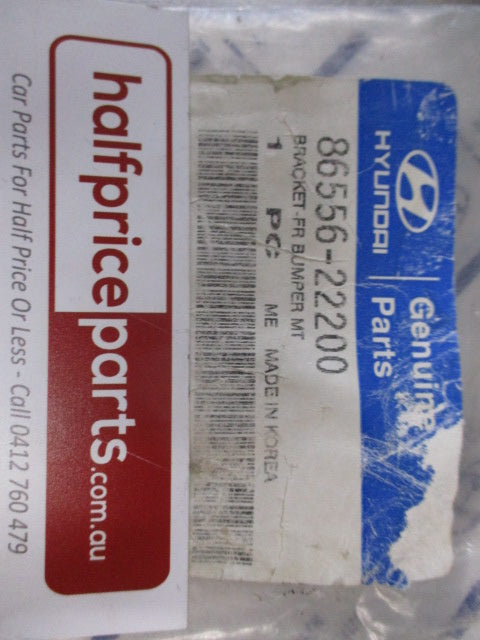 HYUNDAI
Genuine
Parts
86556-22200
BRACKET-FR BUMPER MT
1 PC: ME MADE IN KOREA
halfpriceparts.com.au
Car Parts For Half Price Or Less - Call 0412 760 479